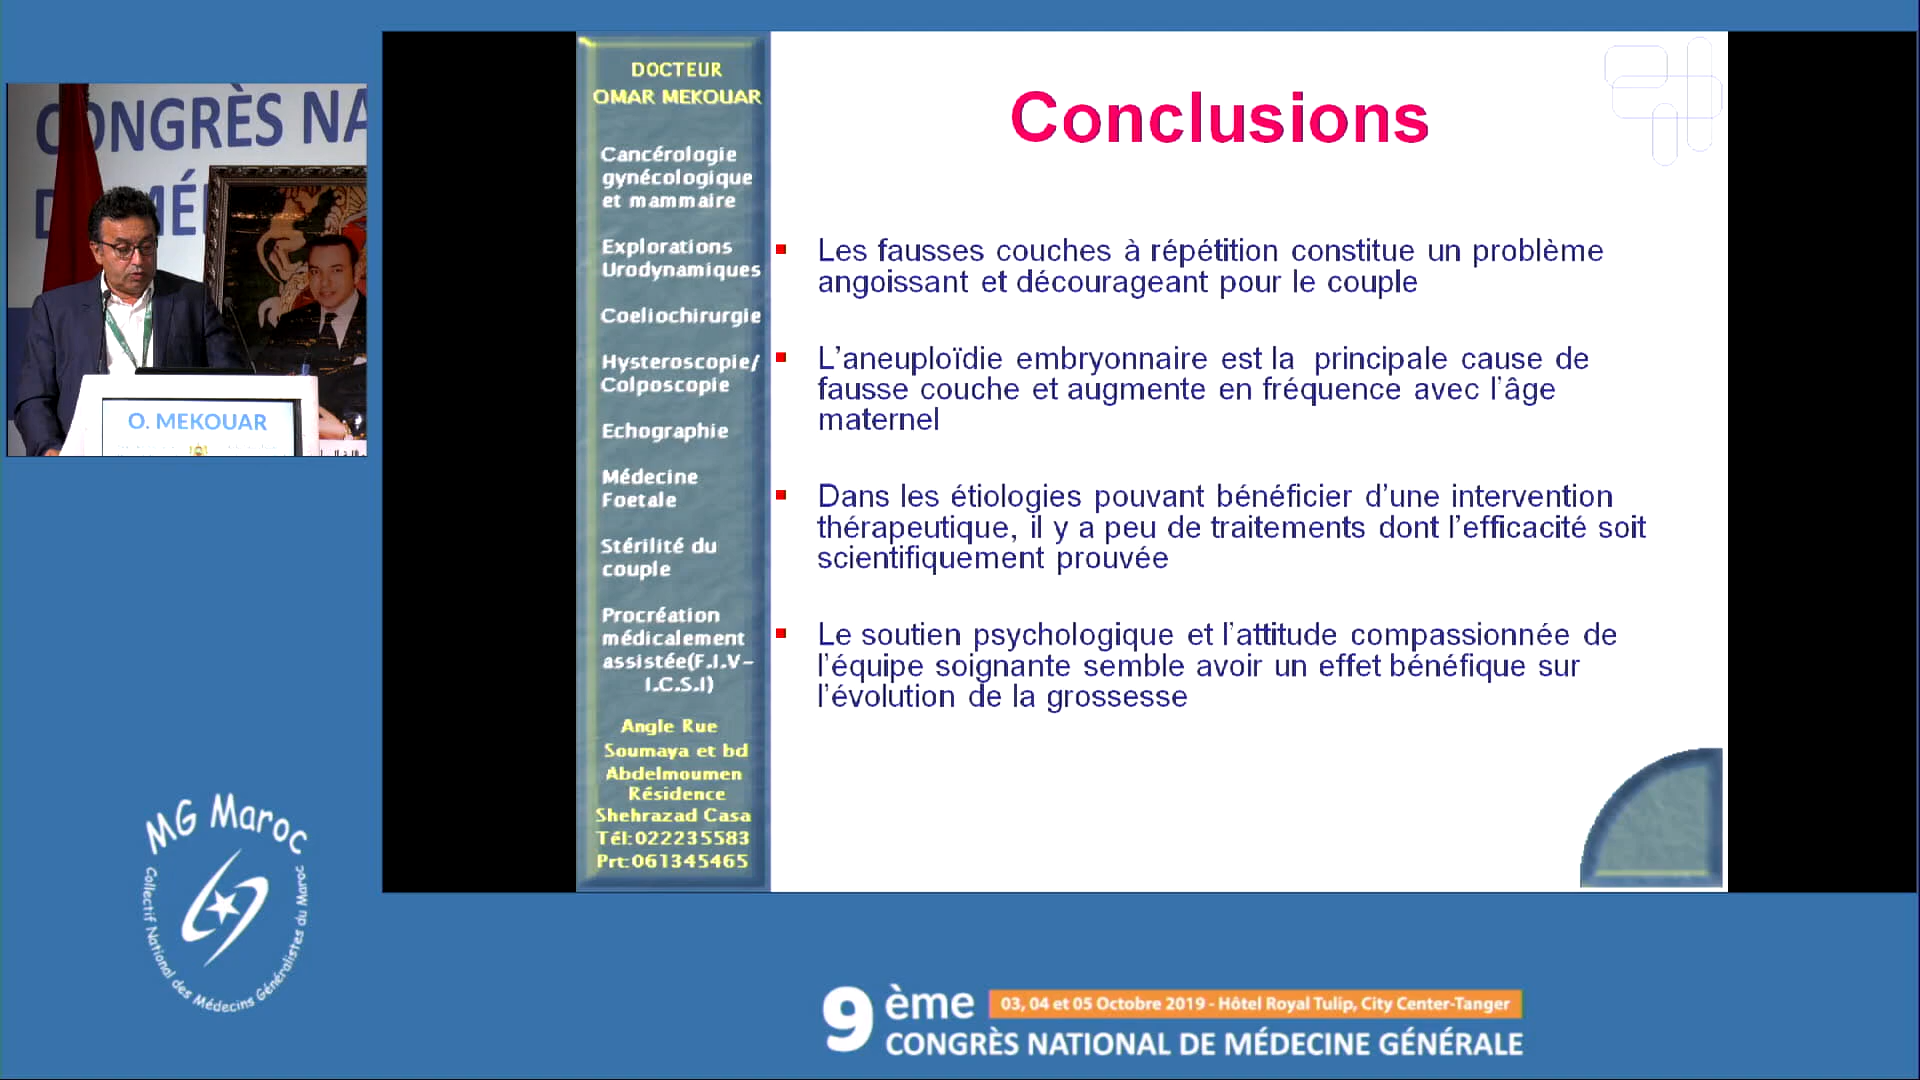 CONGRÈS NA
D
MÉ
O. MEKOUAR
MG Maroc
Collectif National des Médecins Généralistes du Maroc
DOCTEUR
OMAR MEKOUAR
Cancérologie
gynécologique
et mammaire
Explorations
Urodynamiques
Coeliochirurgie
Hysteroscopie/
Colposcopie
Echographie
Médecine
Foetale
Stérilité du
couple
Procréation
médicalement
assistée(F.I.V-
I.C.S.I)
Angle Rue
Soumaya et bd
Abdelmoumen
Résidence
Shehrazad Casa
Tél:022235583
Prt:061345465
Conclusions
Les fausses couches à répétition constitue un problème
angoissant et décourageant pour le couple
L'aneuploïdie embryonnaire est la principale cause de
fausse couche et augmente en fréquence avec l'âge
maternel
Dans les étiologies pouvant bénéficier d'une intervention
thérapeutique, il y a peu de traitements dont l'efficacité soit
scientifiquement prouvée
Le soutien psychologique et l'attitude compassionnée de
l'équipe soignante semble avoir un effet bénéfique sur
l'évolution de la grossesse
9ème
03, 04 et 05 Octobre 2019 - Hôtel Royal Tulip, City Center-Tanger
CONGRÈS NATIONAL DE MÉDECINE GÉNÉRALE